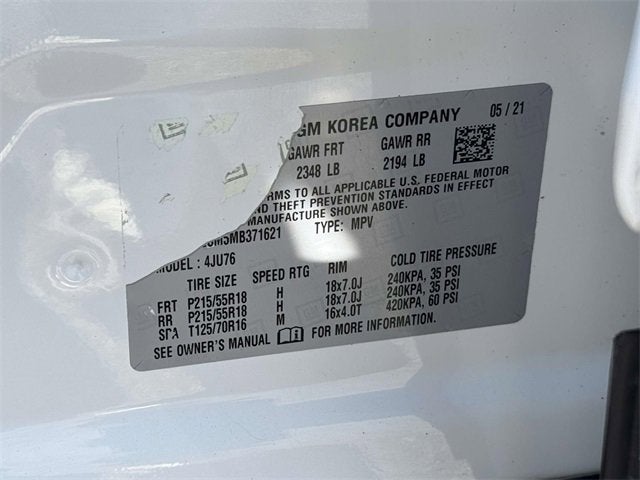 GM KOREA COMPANY 05 / 21
GAWR FRT GAWR RR
2348 LB 2194 LB
RMS TO ALL APPLICABLE U.S. FEDERAL MOTOR
AND THEFT PREVENTION STANDARDS IN EFFECT
MANUFACTURE SHOWN ABOVE.
MB371621 TYPE: MPV
MODEL : 4JU76
TIRE SIZE SPEED RTG RIM COLD TIRE PRESSURE
FRT P215/55R18 H 18x7.0J 240KPA, 35 PSI
RR P215/55R18 H 18x7.0J 240KPA, 35 PSI
SPA T125/70R16 M 16x4.0T 420KPA, 60 PSI
SEE OWNER'S MANUAL FOR MORE INFORMATION.